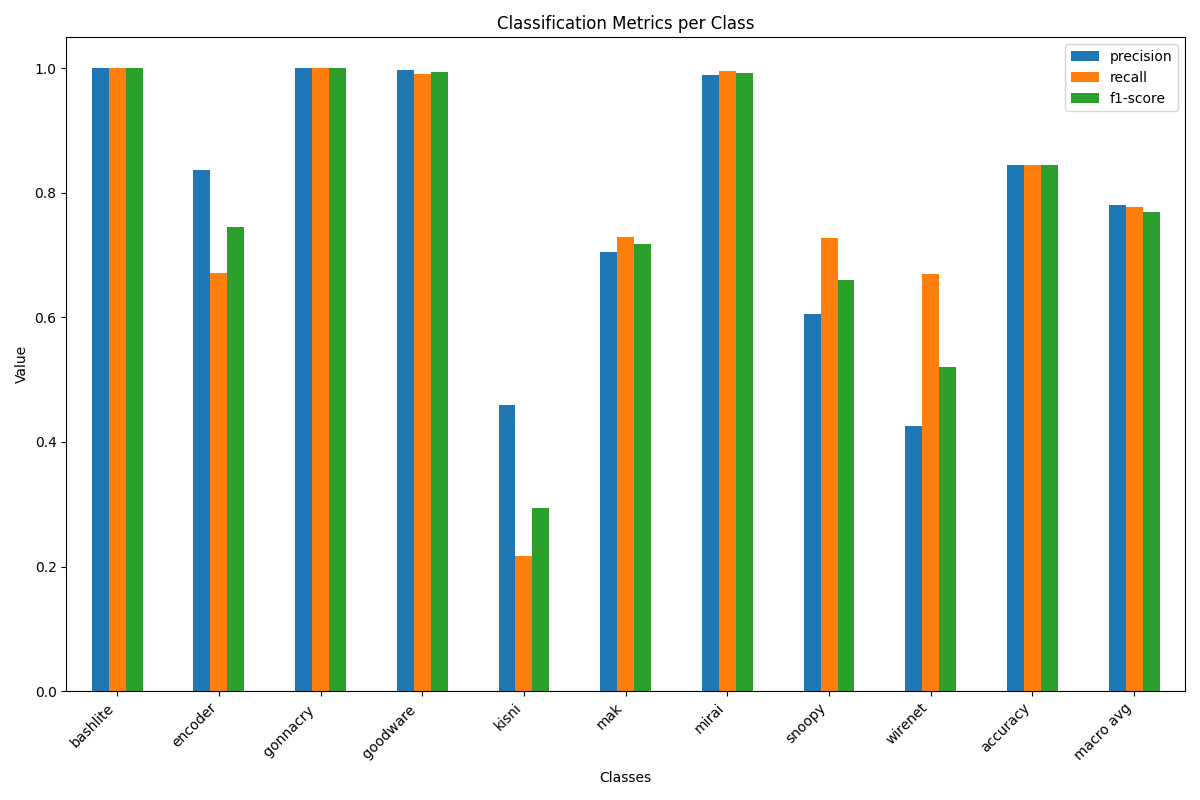 Classification Metrics per Class
precision
recall
f1-score
1.0
0.8
0.6
0.4
0.2
0.0
Value
bashlite
encoder
gonnacry
goodware
kisni
mak
mirai
snoopy
wirenet
accuracy
macro avg
Classes